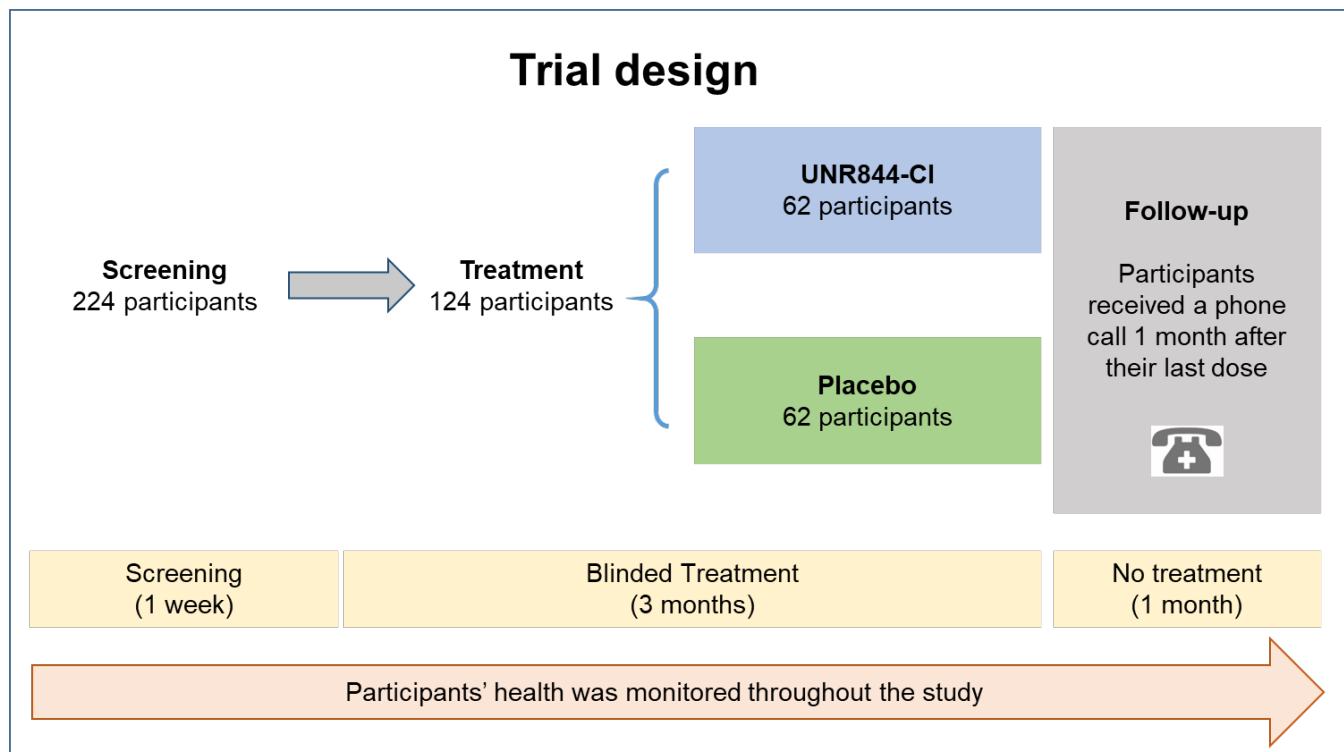 Trial design
Screening
224 participants
Treatment
124 participants
UNR844-Cl
62 participants
Placebo
62 participants
Follow-up
Participants
received a phone
call 1 month after
their last dose
Screening
(1 week)
Blinded Treatment
(3 months)
No treatment
(1 month)
Participants’ health was monitored throughout the study